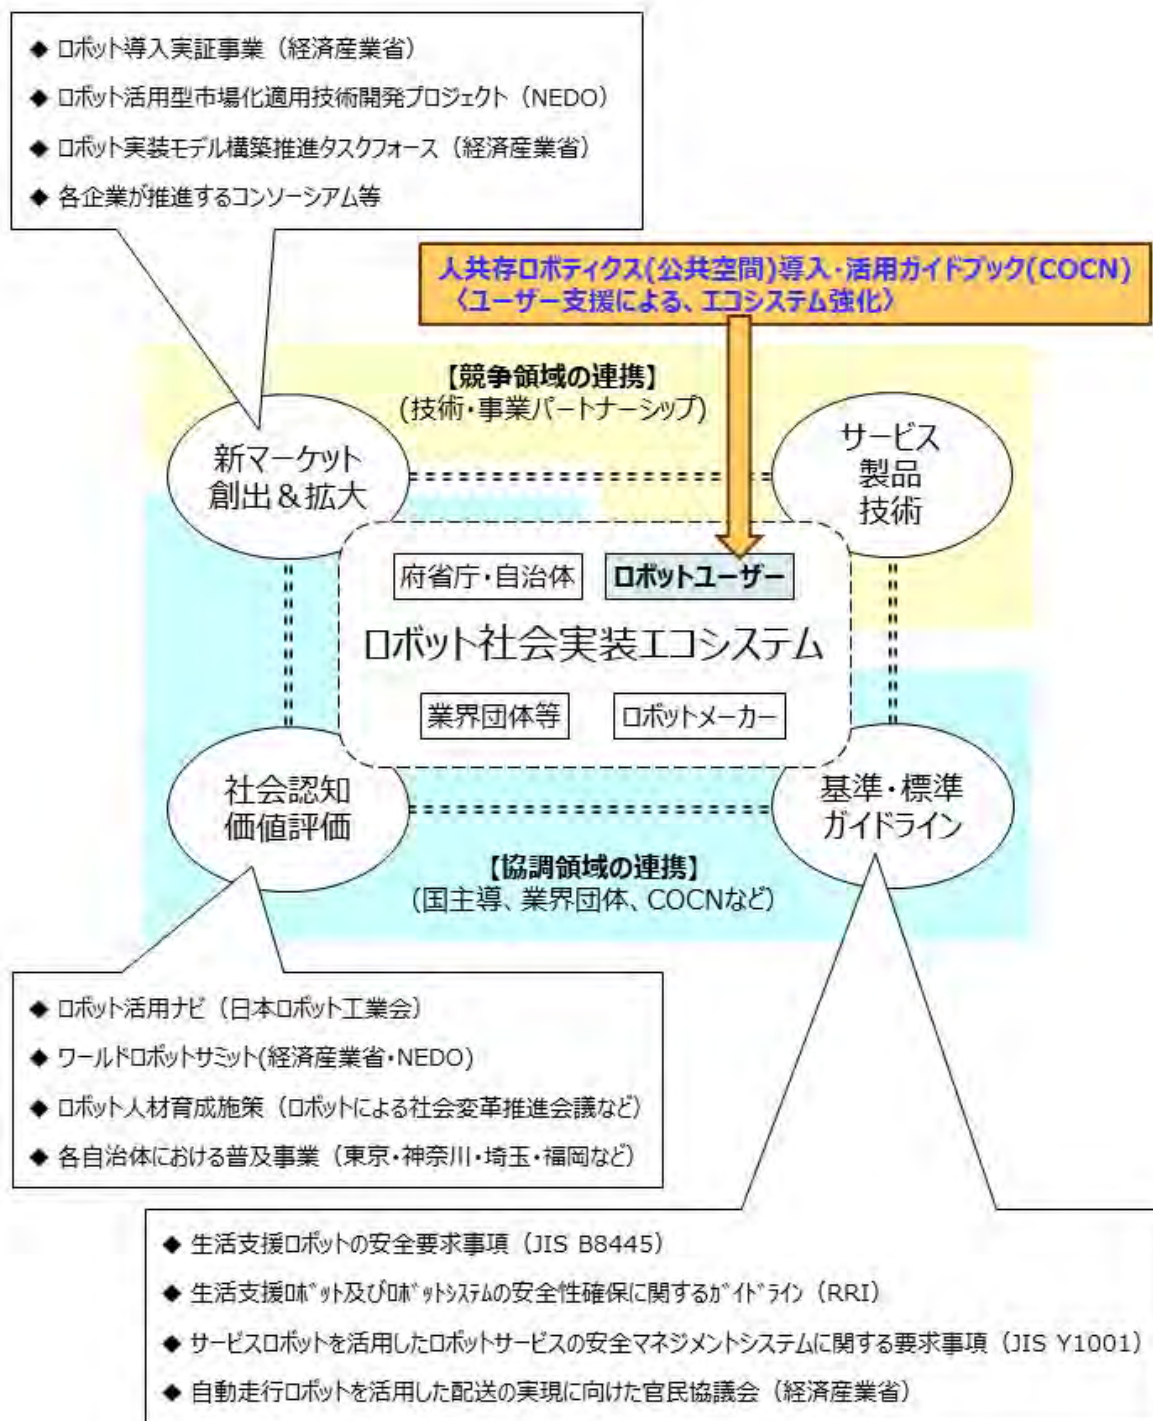 ◆ ロボット導入実証事業（経済産業省）
◆ ロボット活用型市場化適用技術開発プロジェクト（NEDO）
◆ ロボット実装モデル構築推進タスクフォース（経済産業省）
◆ 各企業が推進するコンソーシアム等
人共存ロボティクス(公共空間)導入・活用ガイドブック(COCN)
〈ユーザー支援による、エコシステム強化〉
【競争領域の連携】
(技術・事業パートナーシップ)
新マーケット
創出＆拡大
サービス
製品
技術
府省庁・自治体
ロボットユーザー
ロボット社会実装エコシステム
業界団体等
ロボットメーカー
社会認知
価値評価
基準・標準
ガイドライン
【協調領域の連携】
(国主導、業界団体、COCNなど)
◆ ロボット活用ナビ（日本ロボット工業会）
◆ ワールドロボットサミット(経済産業省・NEDO)
◆ ロボット人材育成施策（ロボットによる社会変革推進会議など）
◆ 各自治体における普及事業（東京・神奈川・埼玉・福岡など）
◆ 生活支援ロボットの安全要求事項（JIS B8445）
◆ 生活支援ﾛﾎﾞｯﾄ及びﾛﾎﾞｯﾄｼｽﾃﾑの安全性確保に関するｶﾞｲﾄﾞﾗｲﾝ（RRI）
◆ サービスロボットを活用したロボットサービスの安全マネジメントシステムに関する要求事項（JIS Y1001）
◆ 自動走行ロボットを活用した配送の実現に向けた官民協議会（経済産業省）